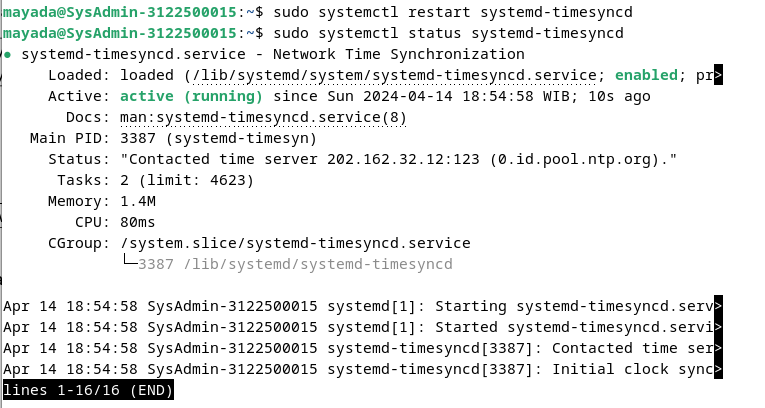 mayada@SysAdmin-3122500015:~$ sudo systemctl restart systemd-timesyncd
mayada@SysAdmin-3122500015:~$ sudo systemctl status systemd-timesyncd
● systemd-timesyncd.service - Network Time Synchronization
     Loaded: loaded (/lib/systemd/system/systemd-timesyncd.service; enabled; pr>
     Active: active (running) since Sun 2024-04-14 18:54:58 WIB; 10s ago
       Docs: man:systemd-timesyncd.service(8)
   Main PID: 3387 (systemd-timesyn)
     Status: "Contacted time server 202.162.32.12:123 (0.id.pool.ntp.org)."
      Tasks: 2 (limit: 4623)
     Memory: 1.4M
        CPU: 80ms
     CGroup: /system.slice/systemd-timesyncd.service
             └─3387 /lib/systemd/systemd-timesyncd
Apr 14 18:54:58 SysAdmin-3122500015 systemd[1]: Starting systemd-timesyncd.serv>
Apr 14 18:54:58 SysAdmin-3122500015 systemd[1]: Started systemd-timesyncd.servi>
Apr 14 18:54:58 SysAdmin-3122500015 systemd-timesyncd[3387]: Contacted time ser>
Apr 14 18:54:58 SysAdmin-3122500015 systemd-timesyncd[3387]: Initial clock sync>
lines 1-16/16 (END)